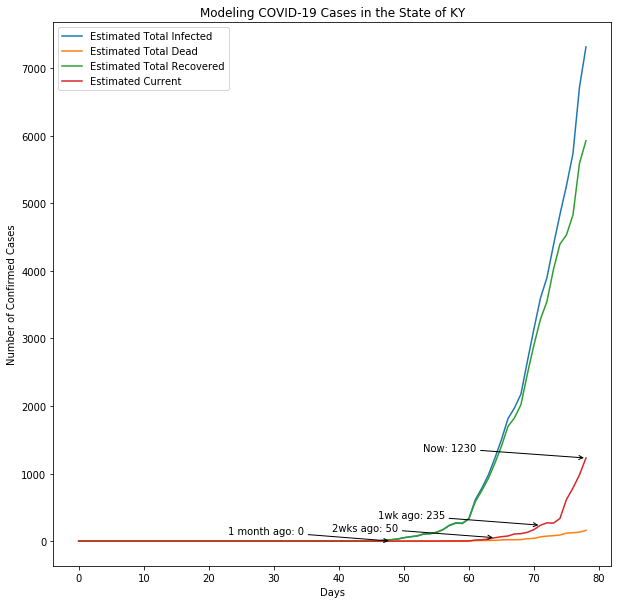 Modeling COVID-19 Cases in the State of KY
Estimated Total Infected
Estimated Total Dead
Estimated Total Recovered
Estimated Current
7000
6000
5000
4000
3000
2000
1000
0
Number of Confirmed Cases
Now: 1230
1wk ago: 235
2wks ago: 50
1 month ago: 0
0 10 20 30 40 50 60 70 80
Days